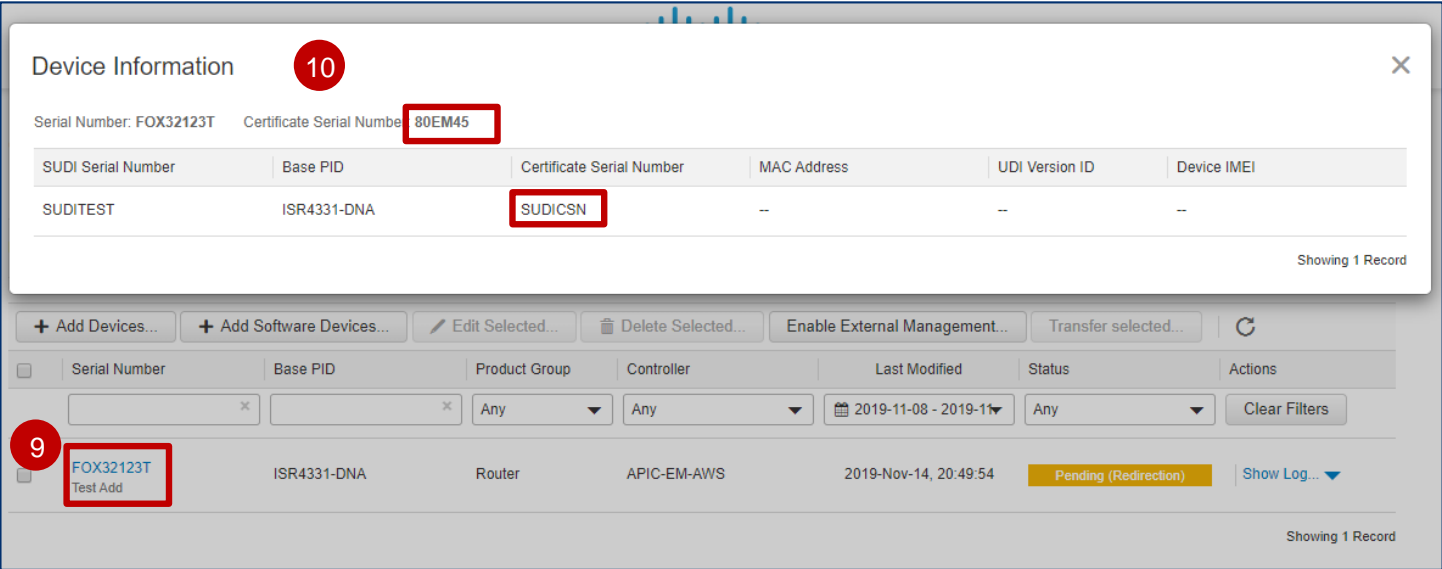 Device Information
10
Serial Number: FOX32123T Certificate Serial Number 80EM45
SUDI Serial Number Base PID Certificate Serial Number MAC Address UDI Version ID Device IMEI
SUDITEST ISR4331-DNA SUDICSN -- -- --
Showing 1 Record
+ Add Devices... + Add Software Devices... Edit Selected... Delete Selected... Enable External Management... Transfer selected...
Serial Number Base PID Product Group Controller Last Modified Status Actions
Any Any 2019-11-08 - 2019-11 Any Clear Filters
9
FOX32123T ISR4331-DNA Router APIC-EM-AWS 2019-Nov-14, 20:49:54 Pending (Redirection) Show Log...
Test Add
Showing 1 Record